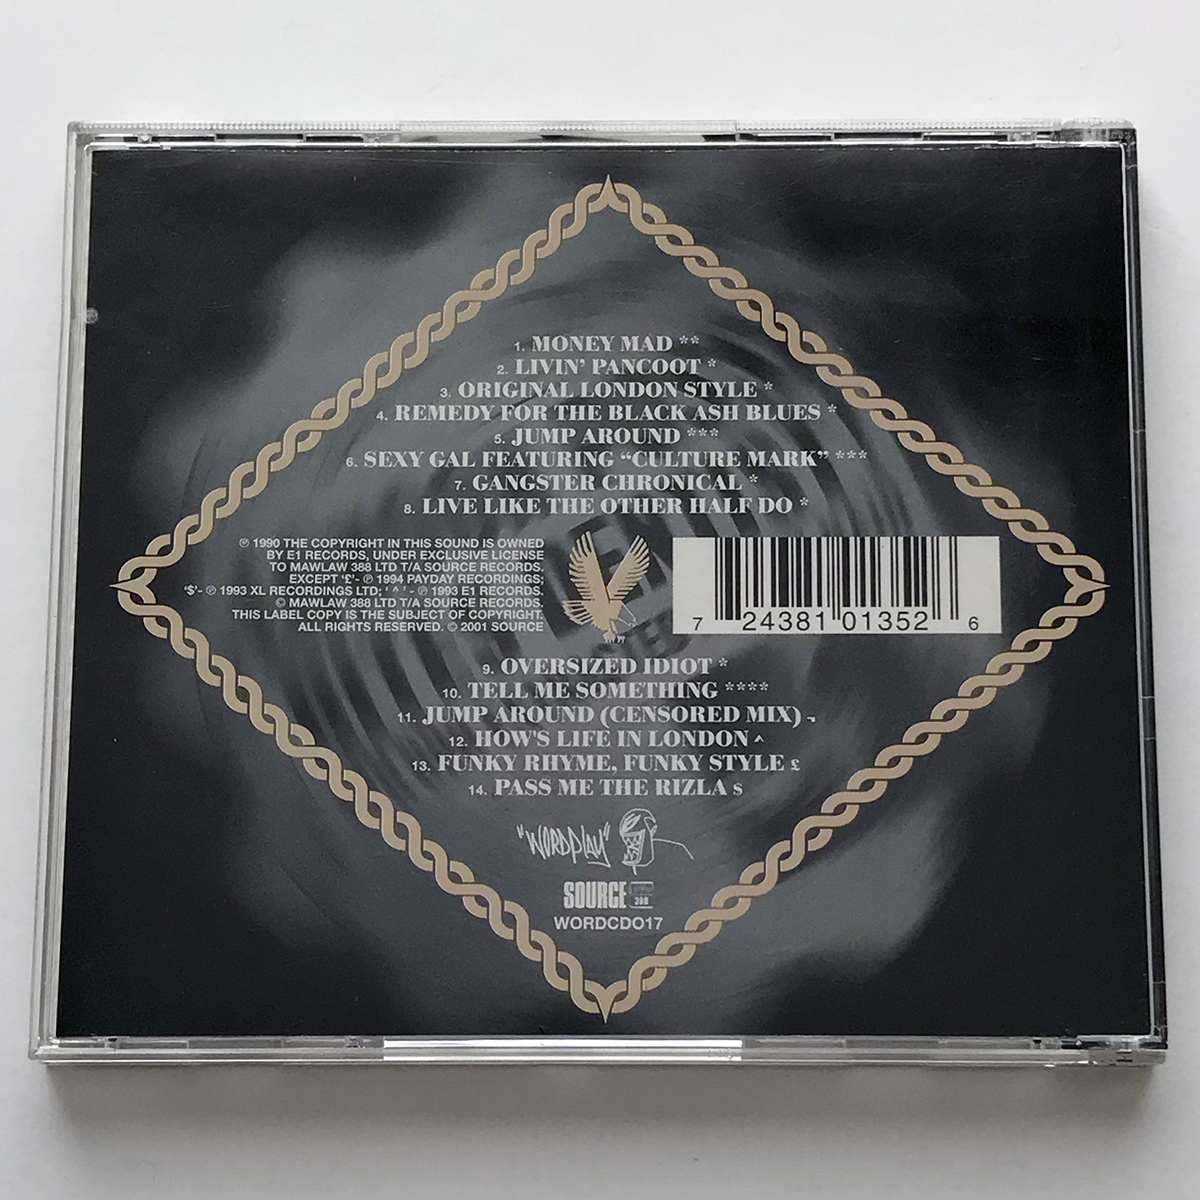 1. MONEY MAD **
2. LIVIN' PANCOOT *
3. ORIGINAL LONDON STYLE *
4. REMEDY FOR THE BLACK ASH BLUES *
5. JUMP AROUND ***
6. SEXY GAL FEATURING “CULTURE MARK” ***
7. GANGSTER CHRONICAL *
8. LIVE LIKE THE OTHER HALF DO *
℗ 1990 THE COPYRIGHT IN THIS SOUND IS OWNED
BY E1 RECORDS, UNDER EXCLUSIVE LICENSE
TO MAWLAW 388 LTD T/A SOURCE RECORDS.
EXCEPT '£'- ℗ 1994 PAYDAY RECORDINGS;
'$'- ℗ 1993 XL RECORDINGS LTD; ' ^ ' - ℗ 1993 E1 RECORDS.
© MAWLAW 388 LTD T/A SOURCE RECORDS.
THIS LABEL COPY IS THE SUBJECT OF COPYRIGHT.
ALL RIGHTS RESERVED. © 2001 SOURCE
7 24381 01352 6
9. OVERSIZED IDIOT *
10. TELL ME SOMETHING ****
11. JUMP AROUND (CENSORED MIX) ¬
12. HOW'S LIFE IN LONDON ^
13. FUNKY RHYME, FUNKY STYLE £
14. PASS ME THE RIZLA $
"WORDPLAY"
SOURCE 388
WORDCDO17